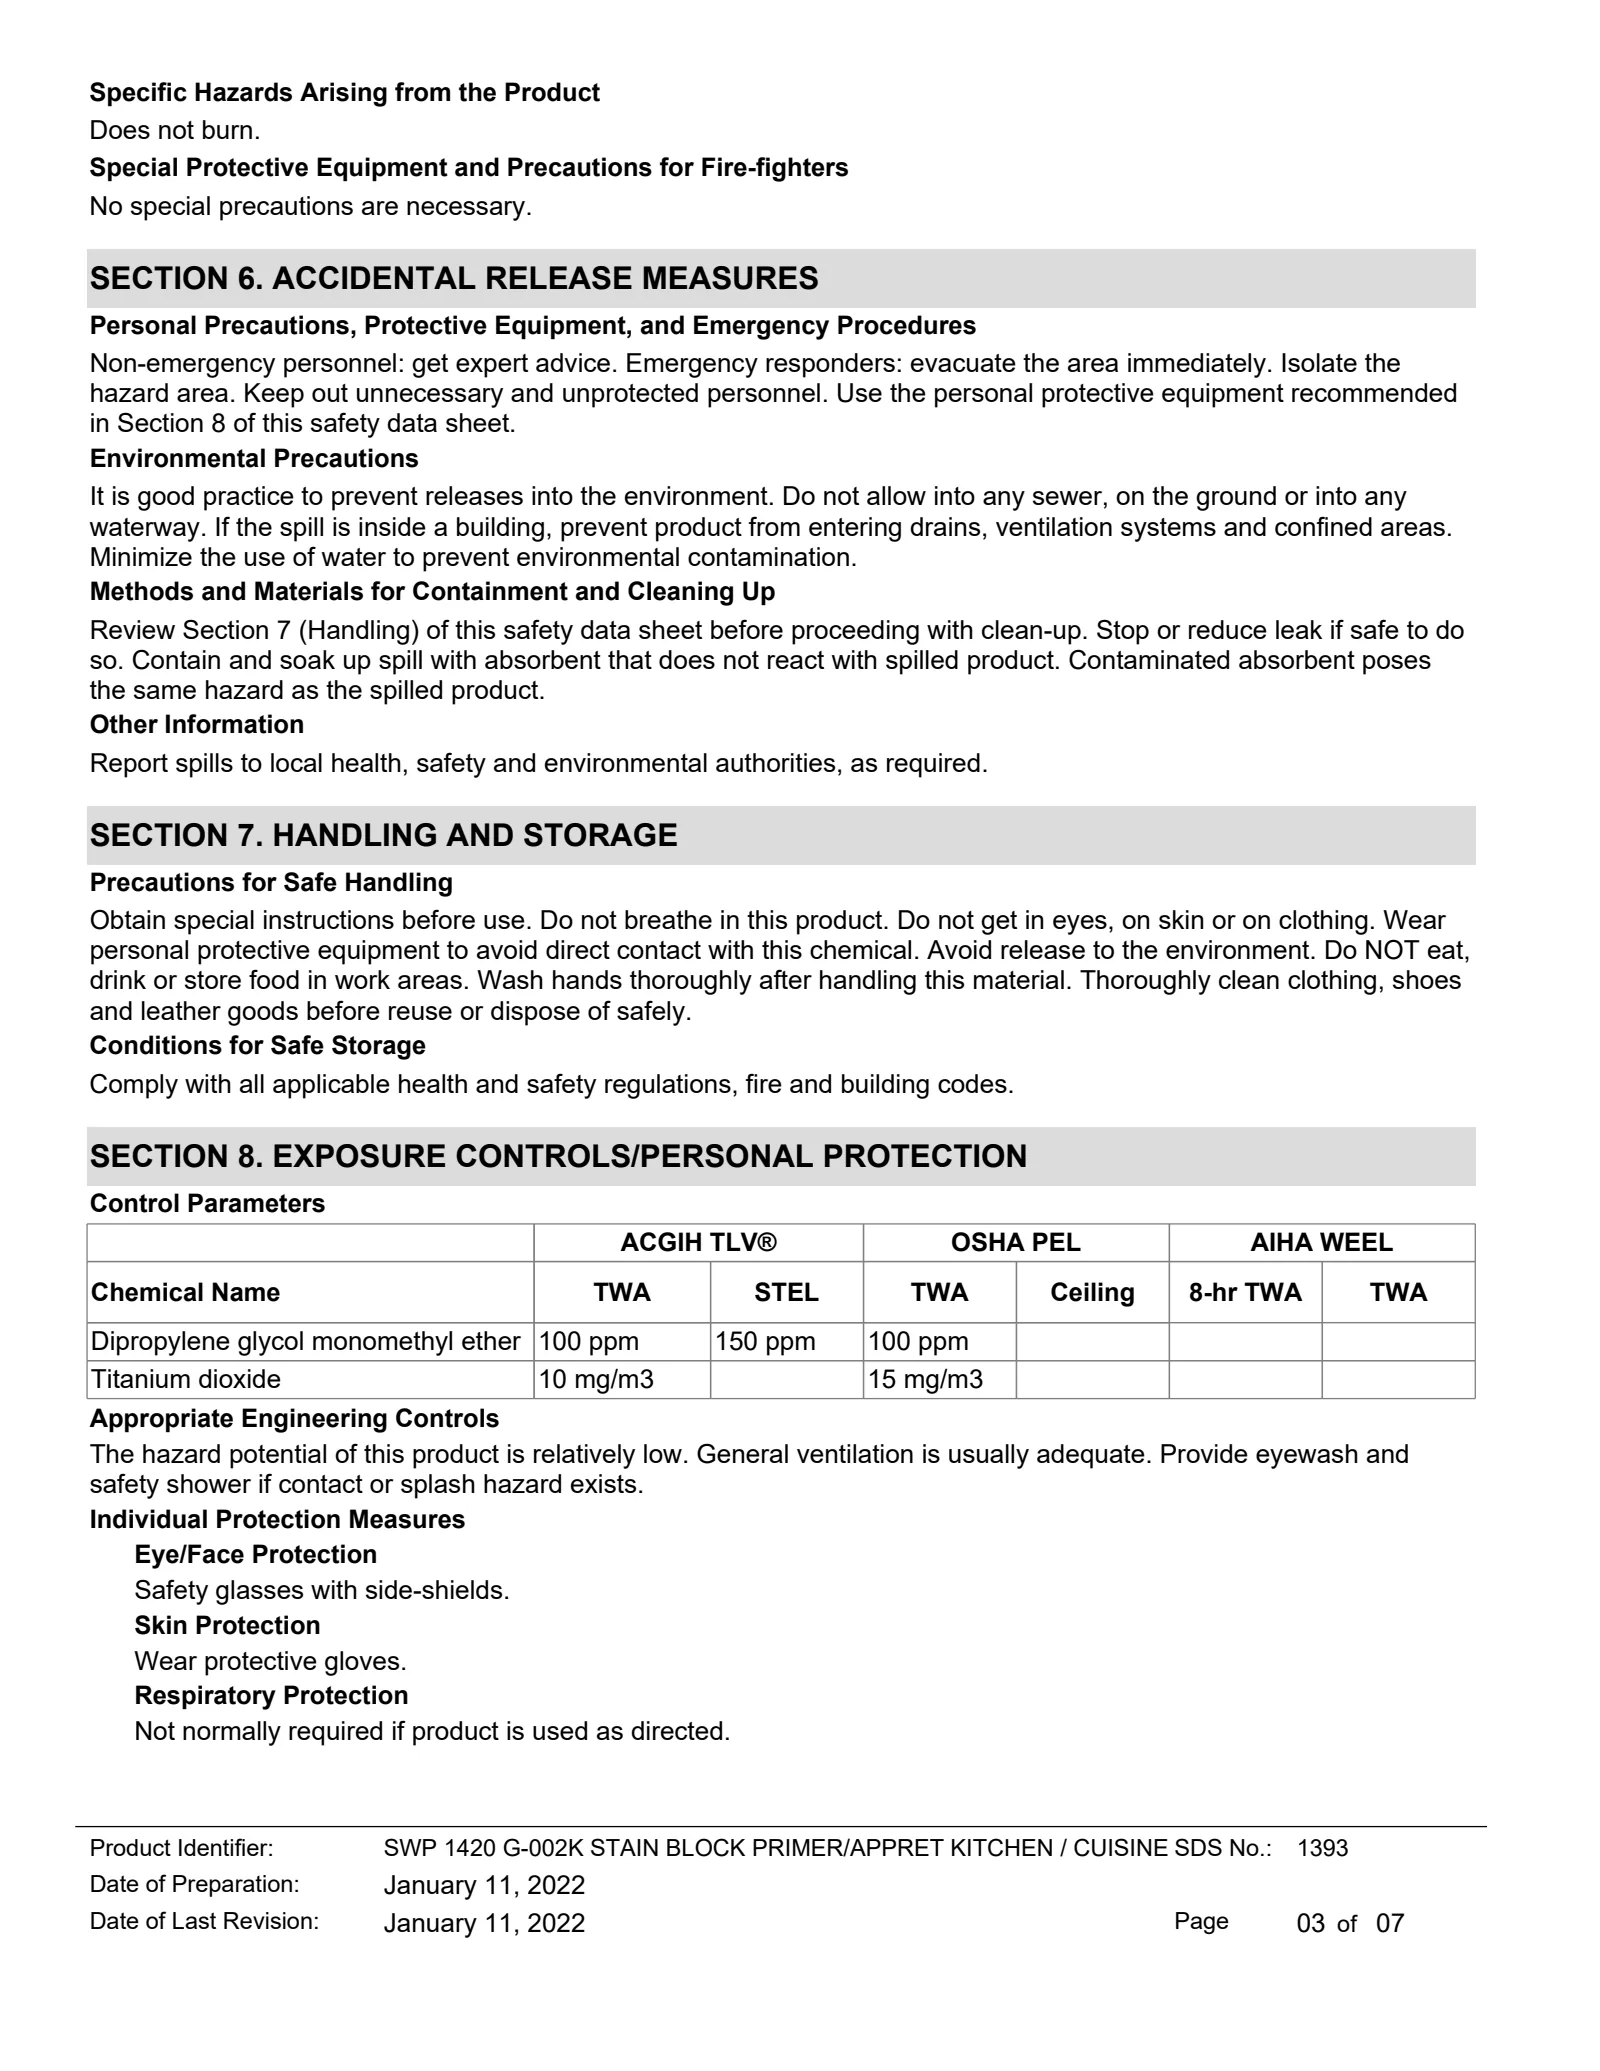 Specific Hazards Arising from the Product
Does not burn.
Special Protective Equipment and Precautions for Fire-fighters
No special precautions are necessary.
SECTION 6. ACCIDENTAL RELEASE MEASURES
Personal Precautions, Protective Equipment, and Emergency Procedures
Non-emergency personnel: get expert advice. Emergency responders: evacuate the area immediately. Isolate the
hazard area. Keep out unnecessary and unprotected personnel. Use the personal protective equipment recommended
in Section 8 of this safety data sheet.
Environmental Precautions
It is good practice to prevent releases into the environment. Do not allow into any sewer, on the ground or into any
waterway. If the spill is inside a building, prevent product from entering drains, ventilation systems and confined areas.
Minimize the use of water to prevent environmental contamination.
Methods and Materials for Containment and Cleaning Up
Review Section 7 (Handling) of this safety data sheet before proceeding with clean-up. Stop or reduce leak if safe to do
so. Contain and soak up spill with absorbent that does not react with spilled product. Contaminated absorbent poses
the same hazard as the spilled product.
Other Information
Report spills to local health, safety and environmental authorities, as required.
SECTION 7. HANDLING AND STORAGE
Precautions for Safe Handling
Obtain special instructions before use. Do not breathe in this product. Do not get in eyes, on skin or on clothing. Wear
personal protective equipment to avoid direct contact with this chemical. Avoid release to the environment. Do NOT eat,
drink or store food in work areas. Wash hands thoroughly after handling this material. Thoroughly clean clothing, shoes
and leather goods before reuse or dispose of safely.
Conditions for Safe Storage
Comply with all applicable health and safety regulations, fire and building codes.
SECTION 8. EXPOSURE CONTROLS/PERSONAL PROTECTION
Control Parameters
ACGIH TLV® OSHA PEL AIHA WEEL
Chemical Name TWA STEL TWA Ceiling 8-hr TWA TWA
Dipropylene glycol monomethyl ether 100 ppm 150 ppm 100 ppm
Titanium dioxide 10 mg/m3 15 mg/m3
Appropriate Engineering Controls
The hazard potential of this product is relatively low. General ventilation is usually adequate. Provide eyewash and
safety shower if contact or splash hazard exists.
Individual Protection Measures
Eye/Face Protection
Safety glasses with side-shields.
Skin Protection
Wear protective gloves.
Respiratory Protection
Not normally required if product is used as directed.
Product Identifier: SWP 1420 G-002K STAIN BLOCK PRIMER/APPRET KITCHEN / CUISINE SDS No.: 1393
Date of Preparation: January 11, 2022
Date of Last Revision: January 11, 2022 Page 03 of 07